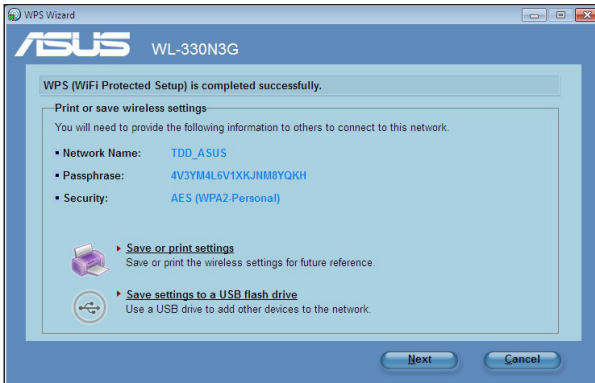 WPS Wizard
ASUS WL-330N3G
WPS (WiFi Protected Setup) is completed successfully.
Print or save wireless settings
You will need to provide the following information to others to connect to this network.
▪ Network Name: TDD_ASUS
▪ Passphrase: 4V3YM4L6V1XKJNM8YQKH
▪ Security: AES (WPA2-Personal)
Save or print settings
Save or print the wireless settings for future reference.
Save settings to a USB flash drive
Use a USB drive to add other devices to the network.
Next Cancel